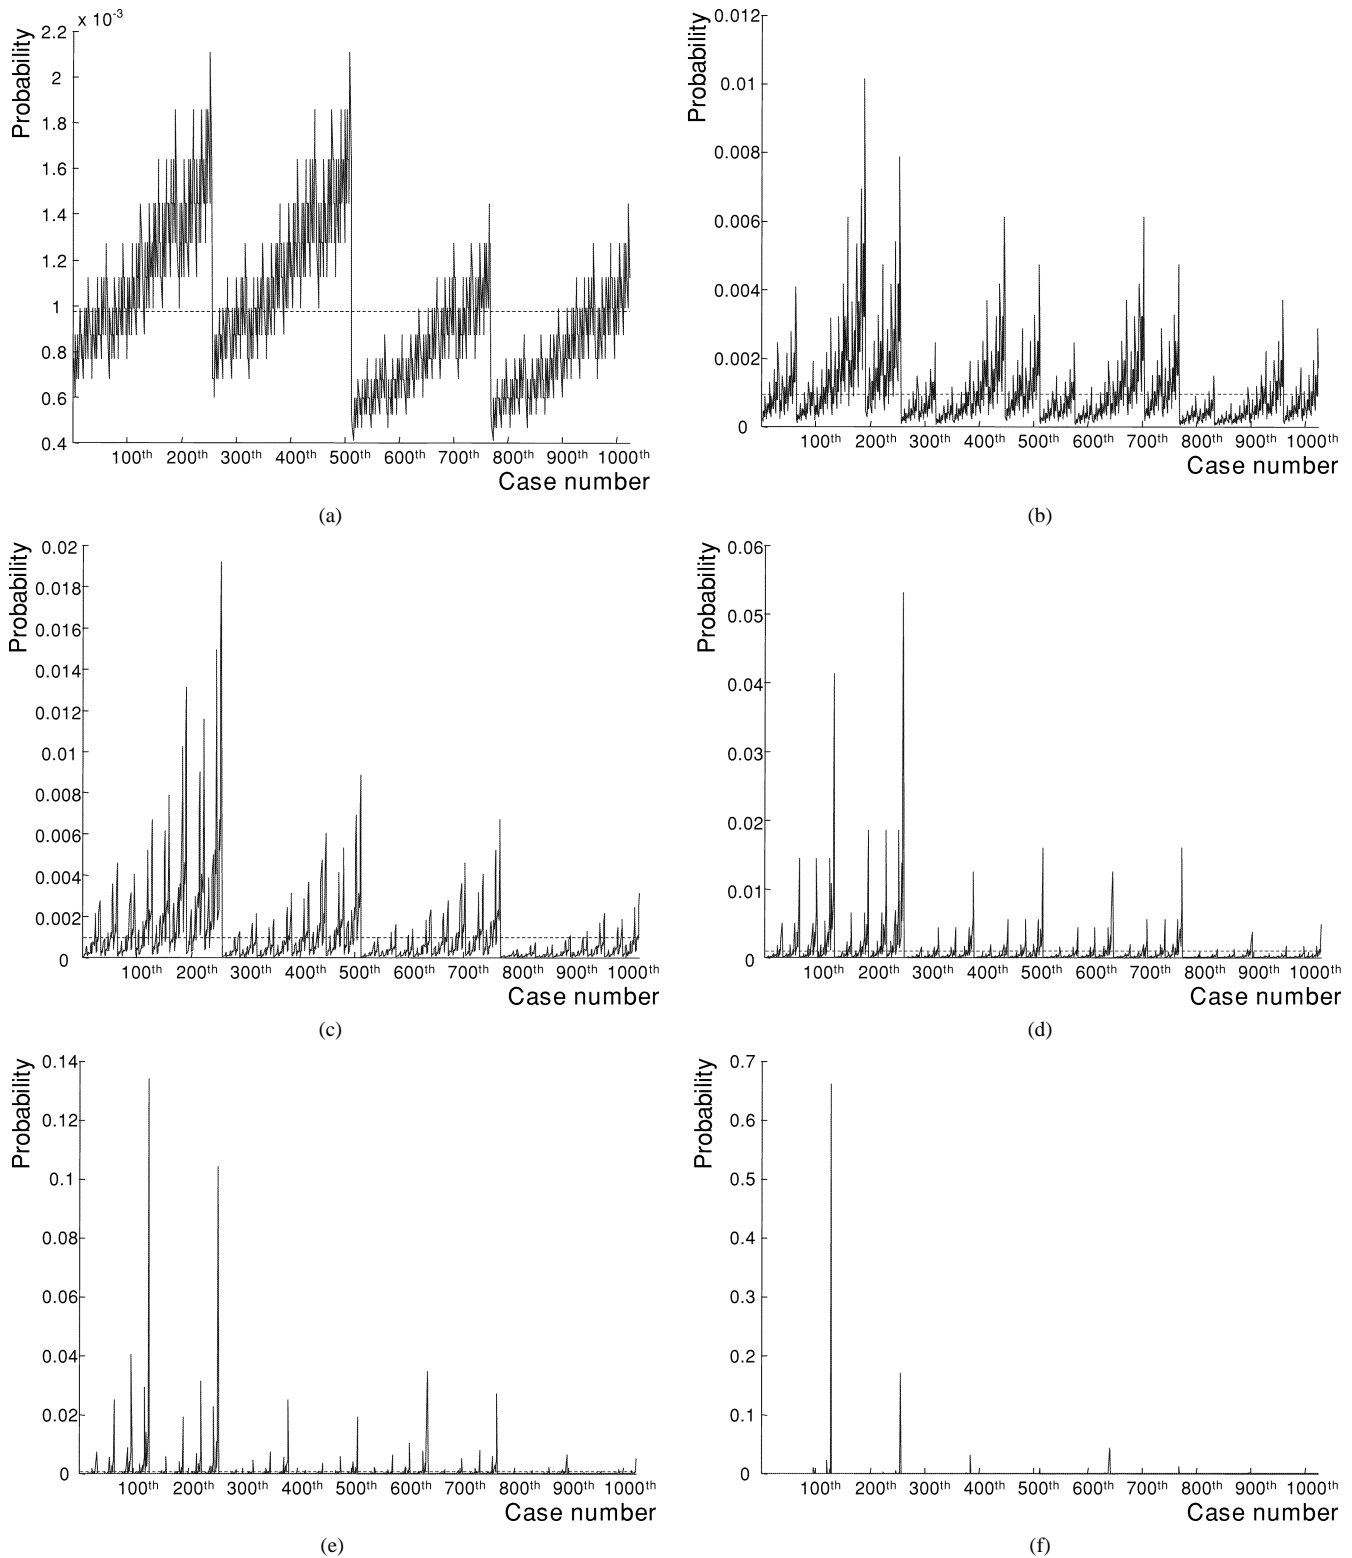 x 10-3
Probability
2.2
2
1.8
1.6
1.4
1.2
1
0.8
0.6
0.4
100th 200th 300th 400th 500th 600th 700th 800th 900th 1000th
Case number
(a)
Probability
0.012
0.01
0.008
0.006
0.004
0.002
0
100th 200th 300th 400th 500th 600th 700th 800th 900th 1000th
Case number
(b)
Probability
0.02
0.018
0.016
0.014
0.012
0.01
0.008
0.006
0.004
0.002
0
100th 200th 300th 400th 500th 600th 700th 800th 900th 1000th
Case number
(c)
Probability
0.06
0.05
0.04
0.03
0.02
0.01
0
100th 200th 300th 400th 500th 600th 700th 800th 900th 1000th
Case number
(d)
Probability
0.14
0.12
0.1
0.08
0.06
0.04
0.02
0
100th 200th 300th 400th 500th 600th 700th 800th 900th 1000th
Case number
(e)
Probability
0.7
0.6
0.5
0.4
0.3
0.2
0.1
0
100th 200th 300th 400th 500th 600th 700th 800th 900th 1000th
Case number
(f)